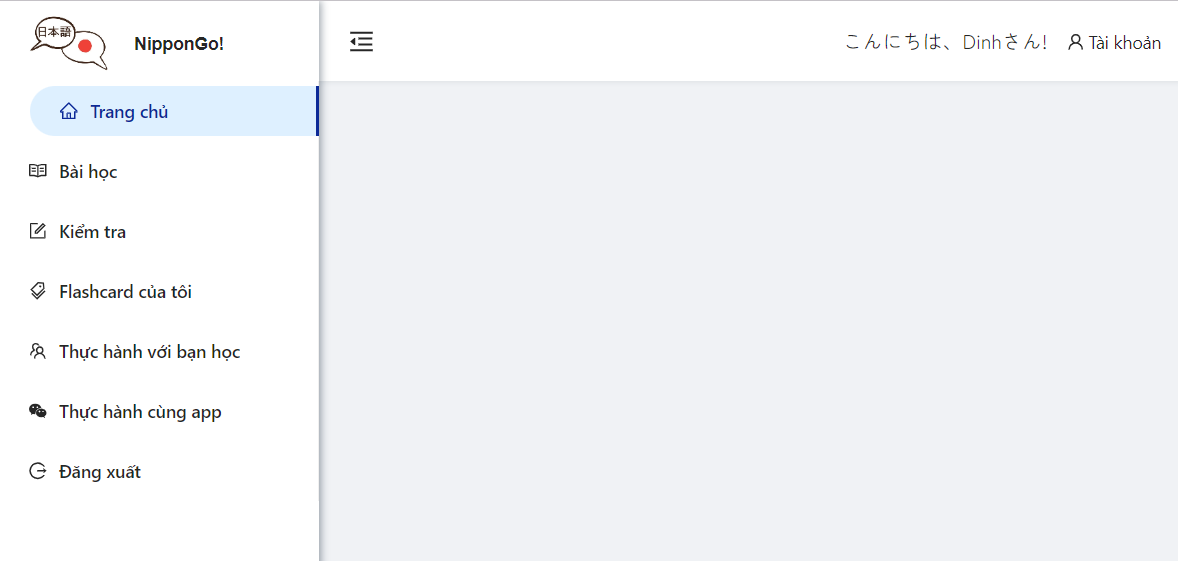 日本語
NipponGo!
こんにちは、Dinhさん!
Tài khoản
Trang chủ
Bài học
Kiểm tra
Flashcard của tôi
Thực hành với bạn học
Thực hành cùng app
Đăng xuất